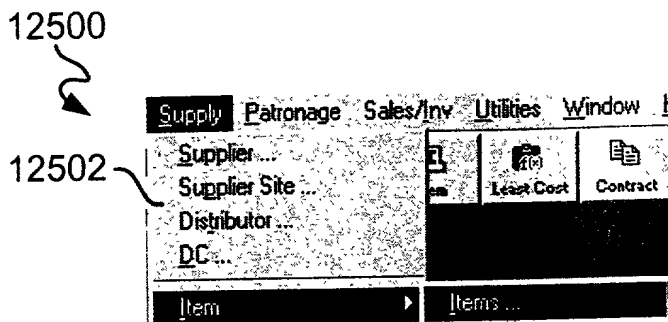 12500
Supply Patronage Sales/Inv Utilities Window
12502
Supplier ...
Supplier Site ...
Distributor ...
DC ...
Least Cost Contract
Item Items ...